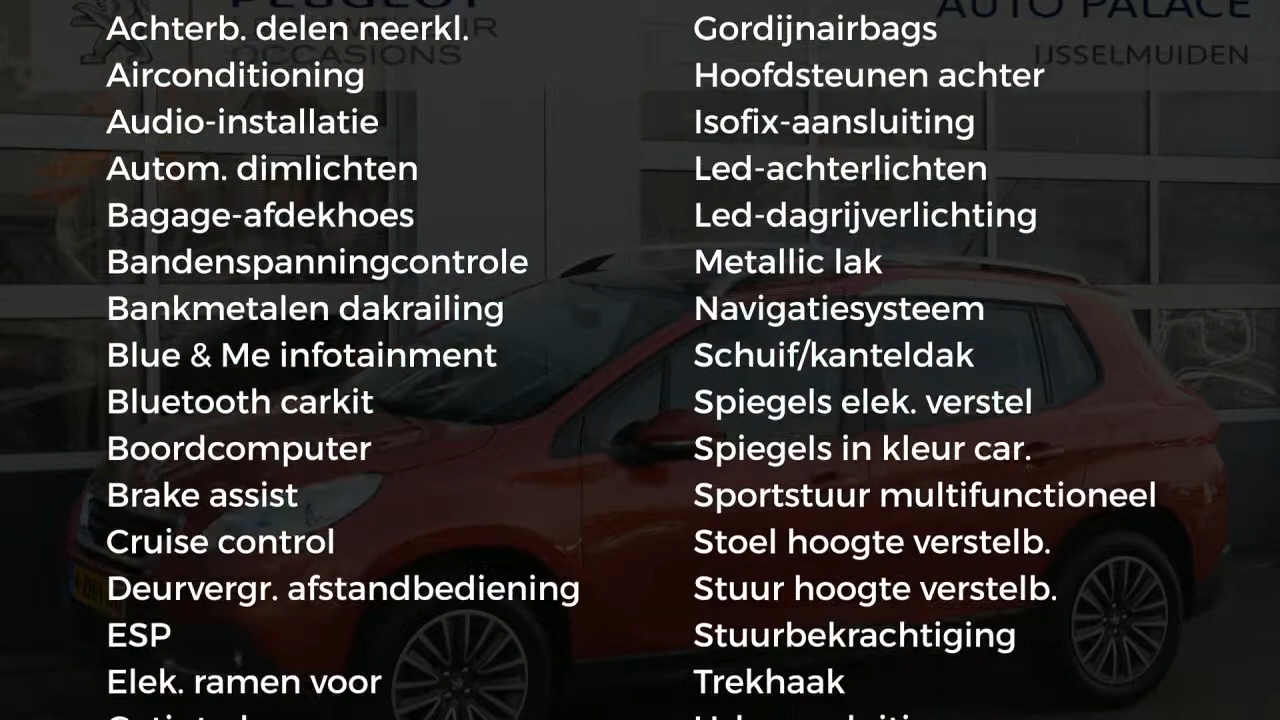 PEUGEOT
OCCASIONS
AUTO PALACE
IJSSELMUIDEN
Achterb. delen neerkl.
Airconditioning
Audio-installatie
Autom. dimlichten
Bagage-afdekhoes
Bandenspanningcontrole
Bankmetalen dakrailing
Blue & Me infotainment
Bluetooth carkit
Boordcomputer
Brake assist
Cruise control
Deurvergr. afstandbediening
ESP
Elek. ramen voor
Gordijnairbags
Hoofdsteunen achter
Isofix-aansluiting
Led-achterlichten
Led-dagrijverlichting
Metallic lak
Navigatiesysteem
Schuif/kanteldak
Spiegels elek. verstel
Spiegels in kleur car.
Sportstuur multifunctioneel
Stoel hoogte verstelb.
Stuur hoogte verstelb.
Stuurbekrachtiging
Trekhaak